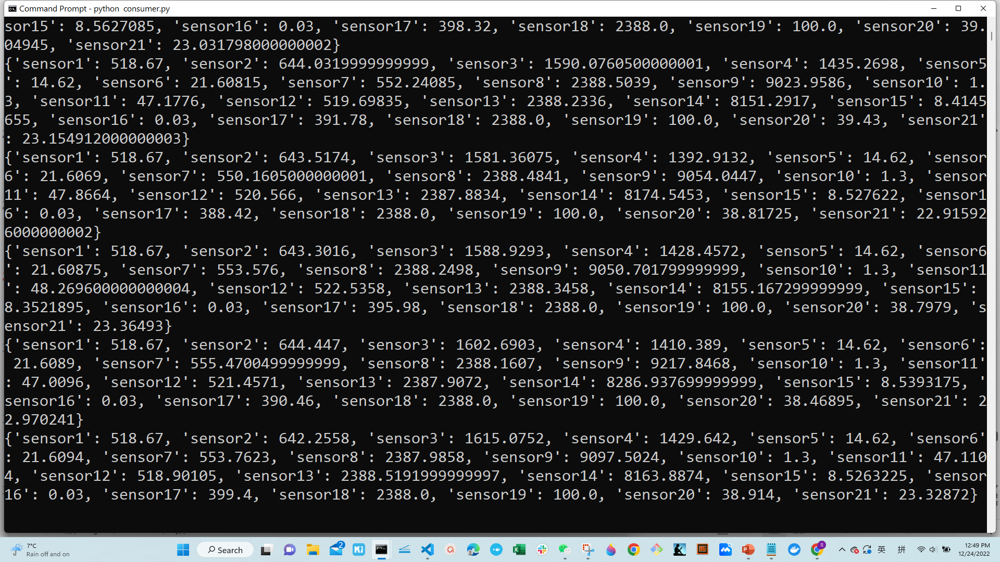 Command Prompt - python  consumer.py
sor15': 8.5627085, 'sensor16': 0.03, 'sensor17': 398.32, 'sensor18': 2388.0, 'sensor19': 100.0, 'sensor20': 39.
04945, 'sensor21': 23.031798000000002}
{'sensor1': 518.67, 'sensor2': 644.0319999999999, 'sensor3': 1590.0760500000001, 'sensor4': 1435.2698, 'sensor5
': 14.62, 'sensor6': 21.60815, 'sensor7': 552.24085, 'sensor8': 2388.5039, 'sensor9': 9023.9586, 'sensor10': 1.
3, 'sensor11': 47.1776, 'sensor12': 519.69835, 'sensor13': 2388.2336, 'sensor14': 8151.2917, 'sensor15': 8.4145
655, 'sensor16': 0.03, 'sensor17': 391.78, 'sensor18': 2388.0, 'sensor19': 100.0, 'sensor20': 39.43, 'sensor21'
: 23.154912000000003}
{'sensor1': 518.67, 'sensor2': 643.5174, 'sensor3': 1581.36075, 'sensor4': 1392.9132, 'sensor5': 14.62, 'sensor
6': 21.6069, 'sensor7': 550.1605000000001, 'sensor8': 2388.4841, 'sensor9': 9054.0447, 'sensor10': 1.3, 'sensor
11': 47.8664, 'sensor12': 520.566, 'sensor13': 2387.8834, 'sensor14': 8174.5453, 'sensor15': 8.527622, 'sensor1
6': 0.03, 'sensor17': 388.42, 'sensor18': 2388.0, 'sensor19': 100.0, 'sensor20': 38.81725, 'sensor21': 22.91592
6000000002}
{'sensor1': 518.67, 'sensor2': 643.3016, 'sensor3': 1588.9293, 'sensor4': 1428.4572, 'sensor5': 14.62, 'sensor6
': 21.60875, 'sensor7': 553.576, 'sensor8': 2388.2498, 'sensor9': 9050.701799999999, 'sensor10': 1.3, 'sensor11
': 48.269600000000004, 'sensor12': 522.5358, 'sensor13': 2388.3458, 'sensor14': 8155.167299999999, 'sensor15':
8.3521895, 'sensor16': 0.03, 'sensor17': 395.98, 'sensor18': 2388.0, 'sensor19': 100.0, 'sensor20': 38.7979, 's
ensor21': 23.36493}
{'sensor1': 518.67, 'sensor2': 644.447, 'sensor3': 1602.6903, 'sensor4': 1410.389, 'sensor5': 14.62, 'sensor6':
 21.6089, 'sensor7': 555.4700499999999, 'sensor8': 2388.1607, 'sensor9': 9217.8468, 'sensor10': 1.3, 'sensor11'
: 47.0096, 'sensor12': 521.4571, 'sensor13': 2387.9072, 'sensor14': 8286.937699999999, 'sensor15': 8.5393175, '
sensor16': 0.03, 'sensor17': 390.46, 'sensor18': 2388.0, 'sensor19': 100.0, 'sensor20': 38.46895, 'sensor21': 2
2.970241}
{'sensor1': 518.67, 'sensor2': 642.2558, 'sensor3': 1615.0752, 'sensor4': 1429.642, 'sensor5': 14.62, 'sensor6'
: 21.6094, 'sensor7': 553.7623, 'sensor8': 2387.9858, 'sensor9': 9097.5024, 'sensor10': 1.3, 'sensor11': 47.110
4, 'sensor12': 518.90105, 'sensor13': 2388.5191999999997, 'sensor14': 8163.8874, 'sensor15': 8.5263225, 'sensor
16': 0.03, 'sensor17': 399.4, 'sensor18': 2388.0, 'sensor19': 100.0, 'sensor20': 38.914, 'sensor21': 23.32872}
7°C
Rain off and on
Search
2
S
英
拼
12:49 PM
12/24/2022